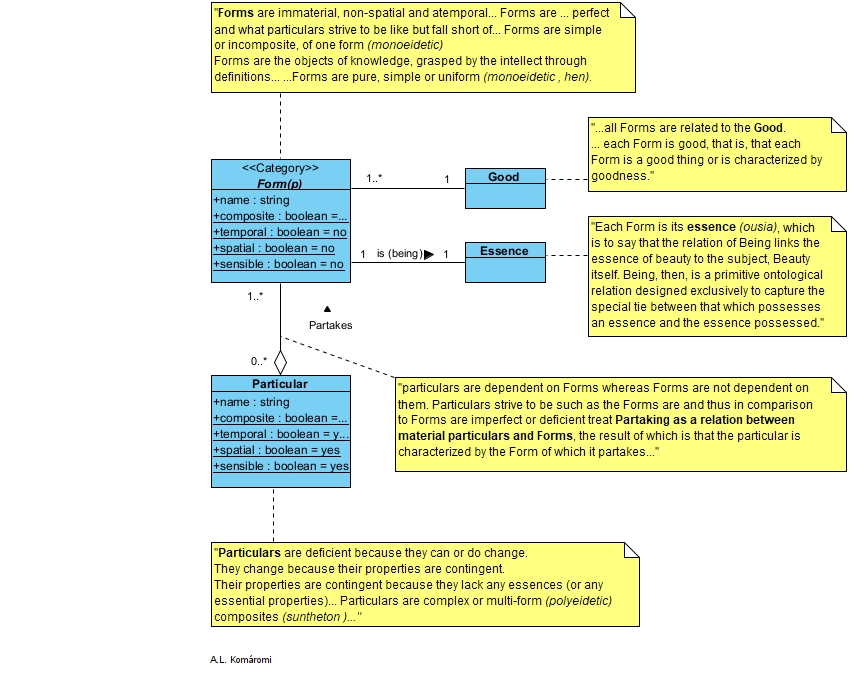 "Forms are immaterial, non-spatial and atemporal... Forms are ... perfect
and what particulars strive to be like but fall short of... Forms are simple
or incomposite, of one form (monoeidetic)
Forms are the objects of knowledge, grasped by the intellect through
definitions... ...Forms are pure, simple or uniform (monoeidetic , hen).
"...all Forms are related to the Good.
... each Form is good, that is, that each
Form is a good thing or is characterized by
goodness."
<<Category>>
Form(p)
+name : string
+composite : boolean =...
+temporal : boolean = no
+spatial : boolean = no
+sensible : boolean = no
1..*
1
Good
"Each Form is its essence (ousia), which
is to say that the relation of Being links the
essence of beauty to the subject, Beauty
itself. Being, then, is a primitive ontological
relation designed exclusively to capture the
special tie between that which possesses
an essence and the essence possessed."
1 is (being) 1
Essence
1..*
Partakes
0..*
Particular
+name : string
+composite : boolean =...
+temporal : boolean = y...
+spatial : boolean = yes
+sensible : boolean = yes
"particulars are dependent on Forms whereas Forms are not dependent on
them. Particulars strive to be such as the Forms are and thus in comparison
to Forms are imperfect or deficient treat Partaking as a relation between
material particulars and Forms, the result of which is that the particular is
characterized by the Form of which it partakes..."
"Particulars are deficient because they can or do change.
They change because their properties are contingent.
Their properties are contingent because they lack any essences (or any
essential properties)... Particulars are complex or multi-form (polyeidetic)
composites (suntheton )..."
A.L. Komáromi